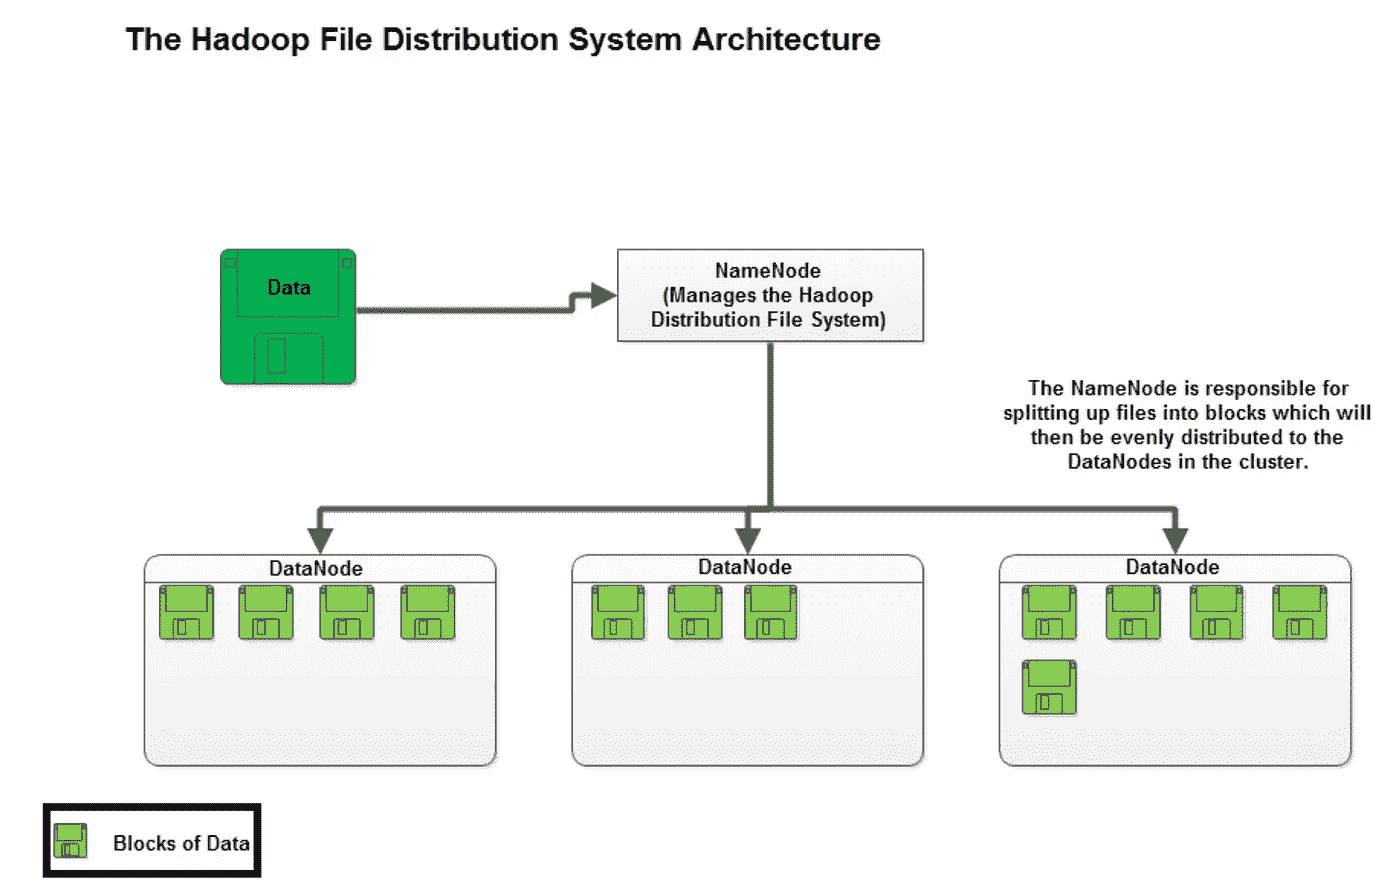 The Hadoop File Distribution System Architecture
Data
NameNode
(Manages the Hadoop
Distribution File System)
The NameNode is responsible for
splitting up files into blocks which will
then be evenly distributed to the
DataNodes in the cluster.
DataNode
DataNode
DataNode
Blocks of Data